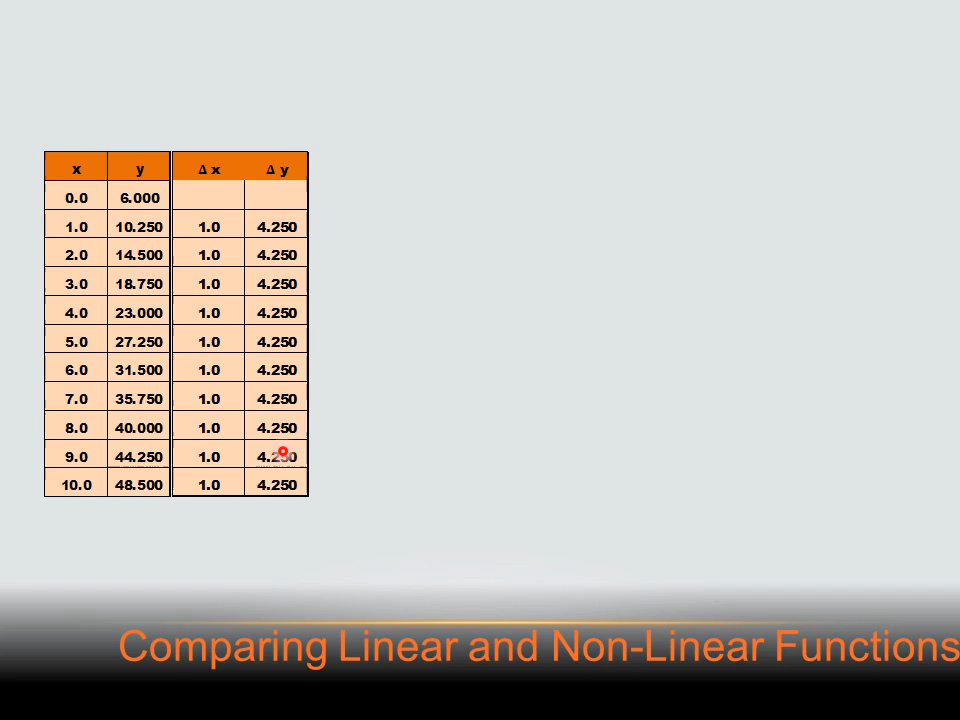 x y Δ x Δ y
0.0 6.000
1.0 10.250 1.0 4.250
2.0 14.500 1.0 4.250
3.0 18.750 1.0 4.250
4.0 23.000 1.0 4.250
5.0 27.250 1.0 4.250
6.0 31.500 1.0 4.250
7.0 35.750 1.0 4.250
8.0 40.000 1.0 4.250
9.0 44.250 1.0 4.250
10.0 48.500 1.0 4.250
Comparing Linear and Non-Linear Functions